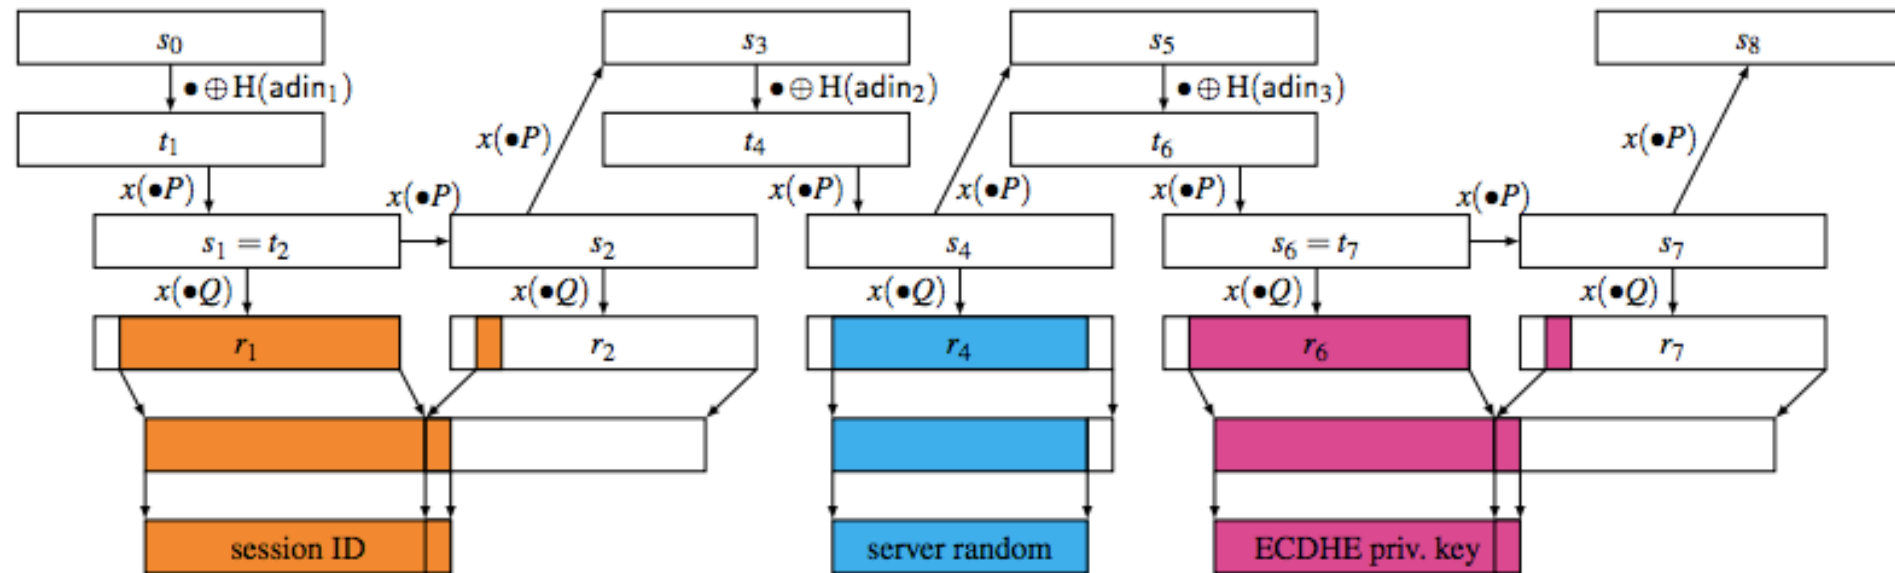 s₀ s₃ s₅ s₈
• ⊕ H(adin₁) • ⊕ H(adin₂) • ⊕ H(adin₃)
t₁ x(•P) t₄ t₆ x(•P)
x(•P) x(•P) x(•P) x(•P) x(•P) x(•P)
s₁ = t₂ s₂ s₄ s₆ = t₇ s₇
x(•Q) x(•Q) x(•Q) x(•Q) x(•Q)
r₁ r₂ r₄ r₆ r₇
session ID server random ECDHE priv. key